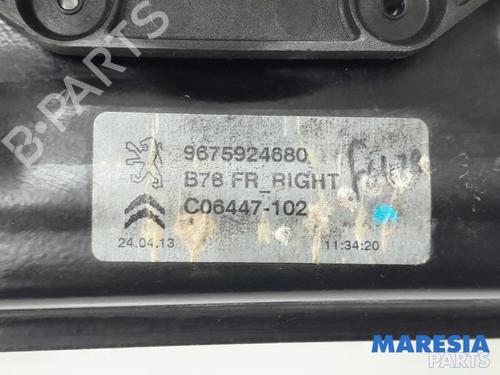 9675924680
B78 FR_RIGHT
C06447-102
24.04.13
11:34:20
B-PARTS
MARESIA
PARTS